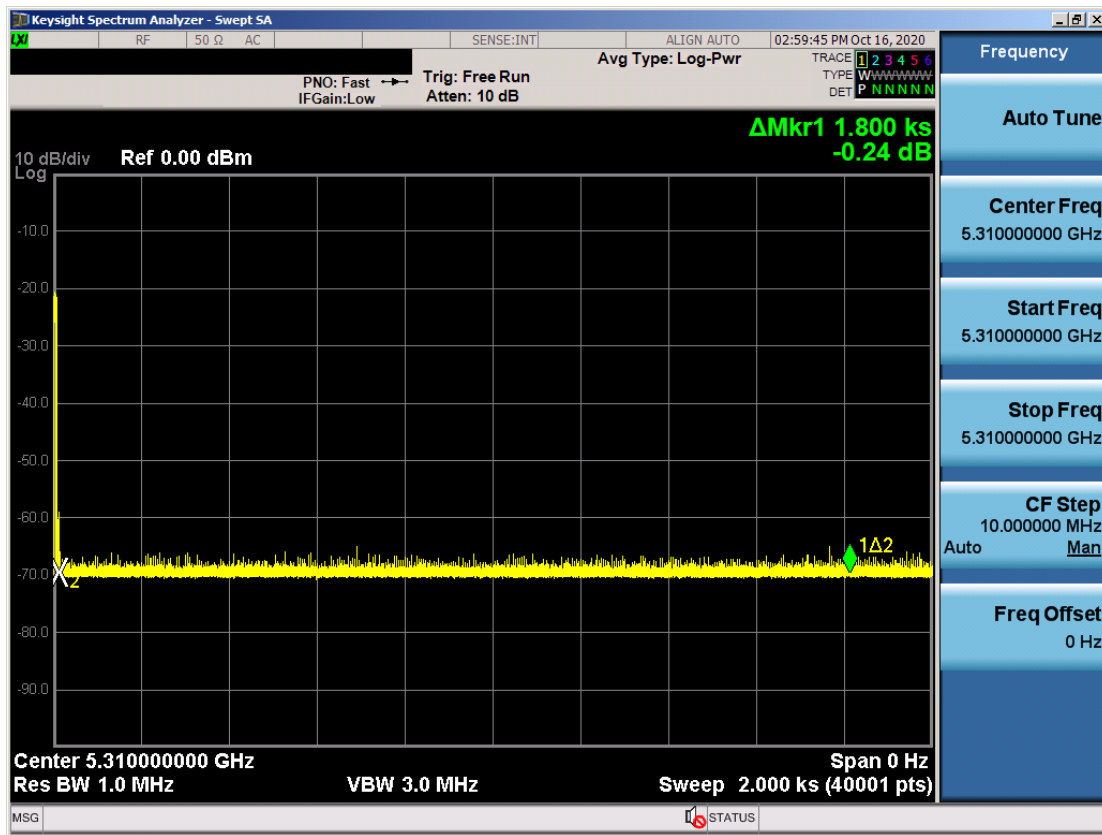 Keysight Spectrum Analyzer - Swept SA
LXI RF 50 Ω AC SENSE:INT ALIGN AUTO 02:59:45 PM Oct 16, 2020
PNO: Fast
IFGain:Low
Trig: Free Run
Atten: 10 dB
Avg Type: Log-Pwr
TRACE 1 2 3 4 5 6
TYPE WWWWWWW
DET P N N N N N
ΔMkr1 1.800 ks
-0.24 dB
10 dB/div Ref 0.00 dBm
Log
-10.0
-20.0
-30.0
-40.0
-50.0
-60.0
-70.0
-80.0
-90.0
X2
1Δ2
Center 5.310000000 GHz Span 0 Hz
Res BW 1.0 MHz VBW 3.0 MHz Sweep 2.000 ks (40001 pts)
MSG STATUS
Frequency
Auto Tune
Center Freq
5.310000000 GHz
Start Freq
5.310000000 GHz
Stop Freq
5.310000000 GHz
CF Step
10.000000 MHz
Auto Man
Freq Offset
0 Hz